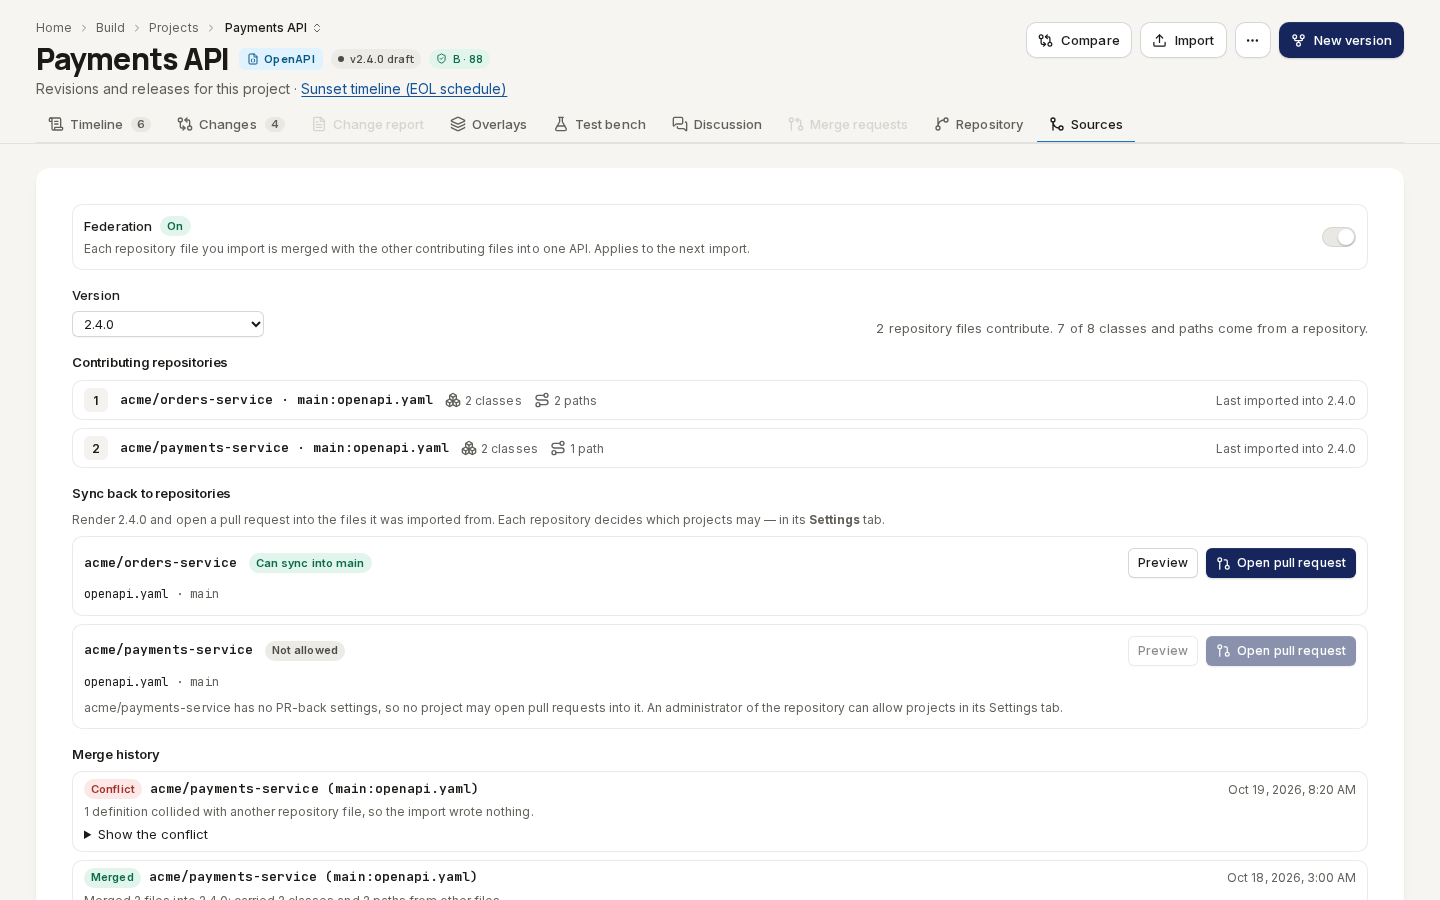 Home > Build > Projects > Payments API
Compare
Import
New version
Payments API OpenAPI v2.4.0 draft B · 88
Revisions and releases for this project · Sunset timeline (EOL schedule)
Timeline 6 Changes 4 Change report Overlays Test bench Discussion Merge requests Repository Sources
Federation On
Each repository file you import is merged with the other contributing files into one API. Applies to the next import.
Version
2.4.0
2 repository files contribute. 7 of 8 classes and paths come from a repository.
Contributing repositories
1 acme/orders-service · main:openapi.yaml 2 classes 2 paths Last imported into 2.4.0
2 acme/payments-service · main:openapi.yaml 2 classes 1 path Last imported into 2.4.0
Sync back to repositories
Render 2.4.0 and open a pull request into the files it was imported from. Each repository decides which projects may — in its Settings tab.
acme/orders-service Can sync into main Preview Open pull request
openapi.yaml · main
acme/payments-service Not allowed Preview Open pull request
openapi.yaml · main
acme/payments-service has no PR-back settings, so no project may open pull requests into it. An administrator of the repository can allow projects in its Settings tab.
Merge history
Conflict acme/payments-service (main:openapi.yaml) Oct 19, 2026, 8:20 AM
1 definition collided with another repository file, so the import wrote nothing.
Show the conflict
Merged acme/payments-service (main:openapi.yaml) Oct 18, 2026, 3:00 AM